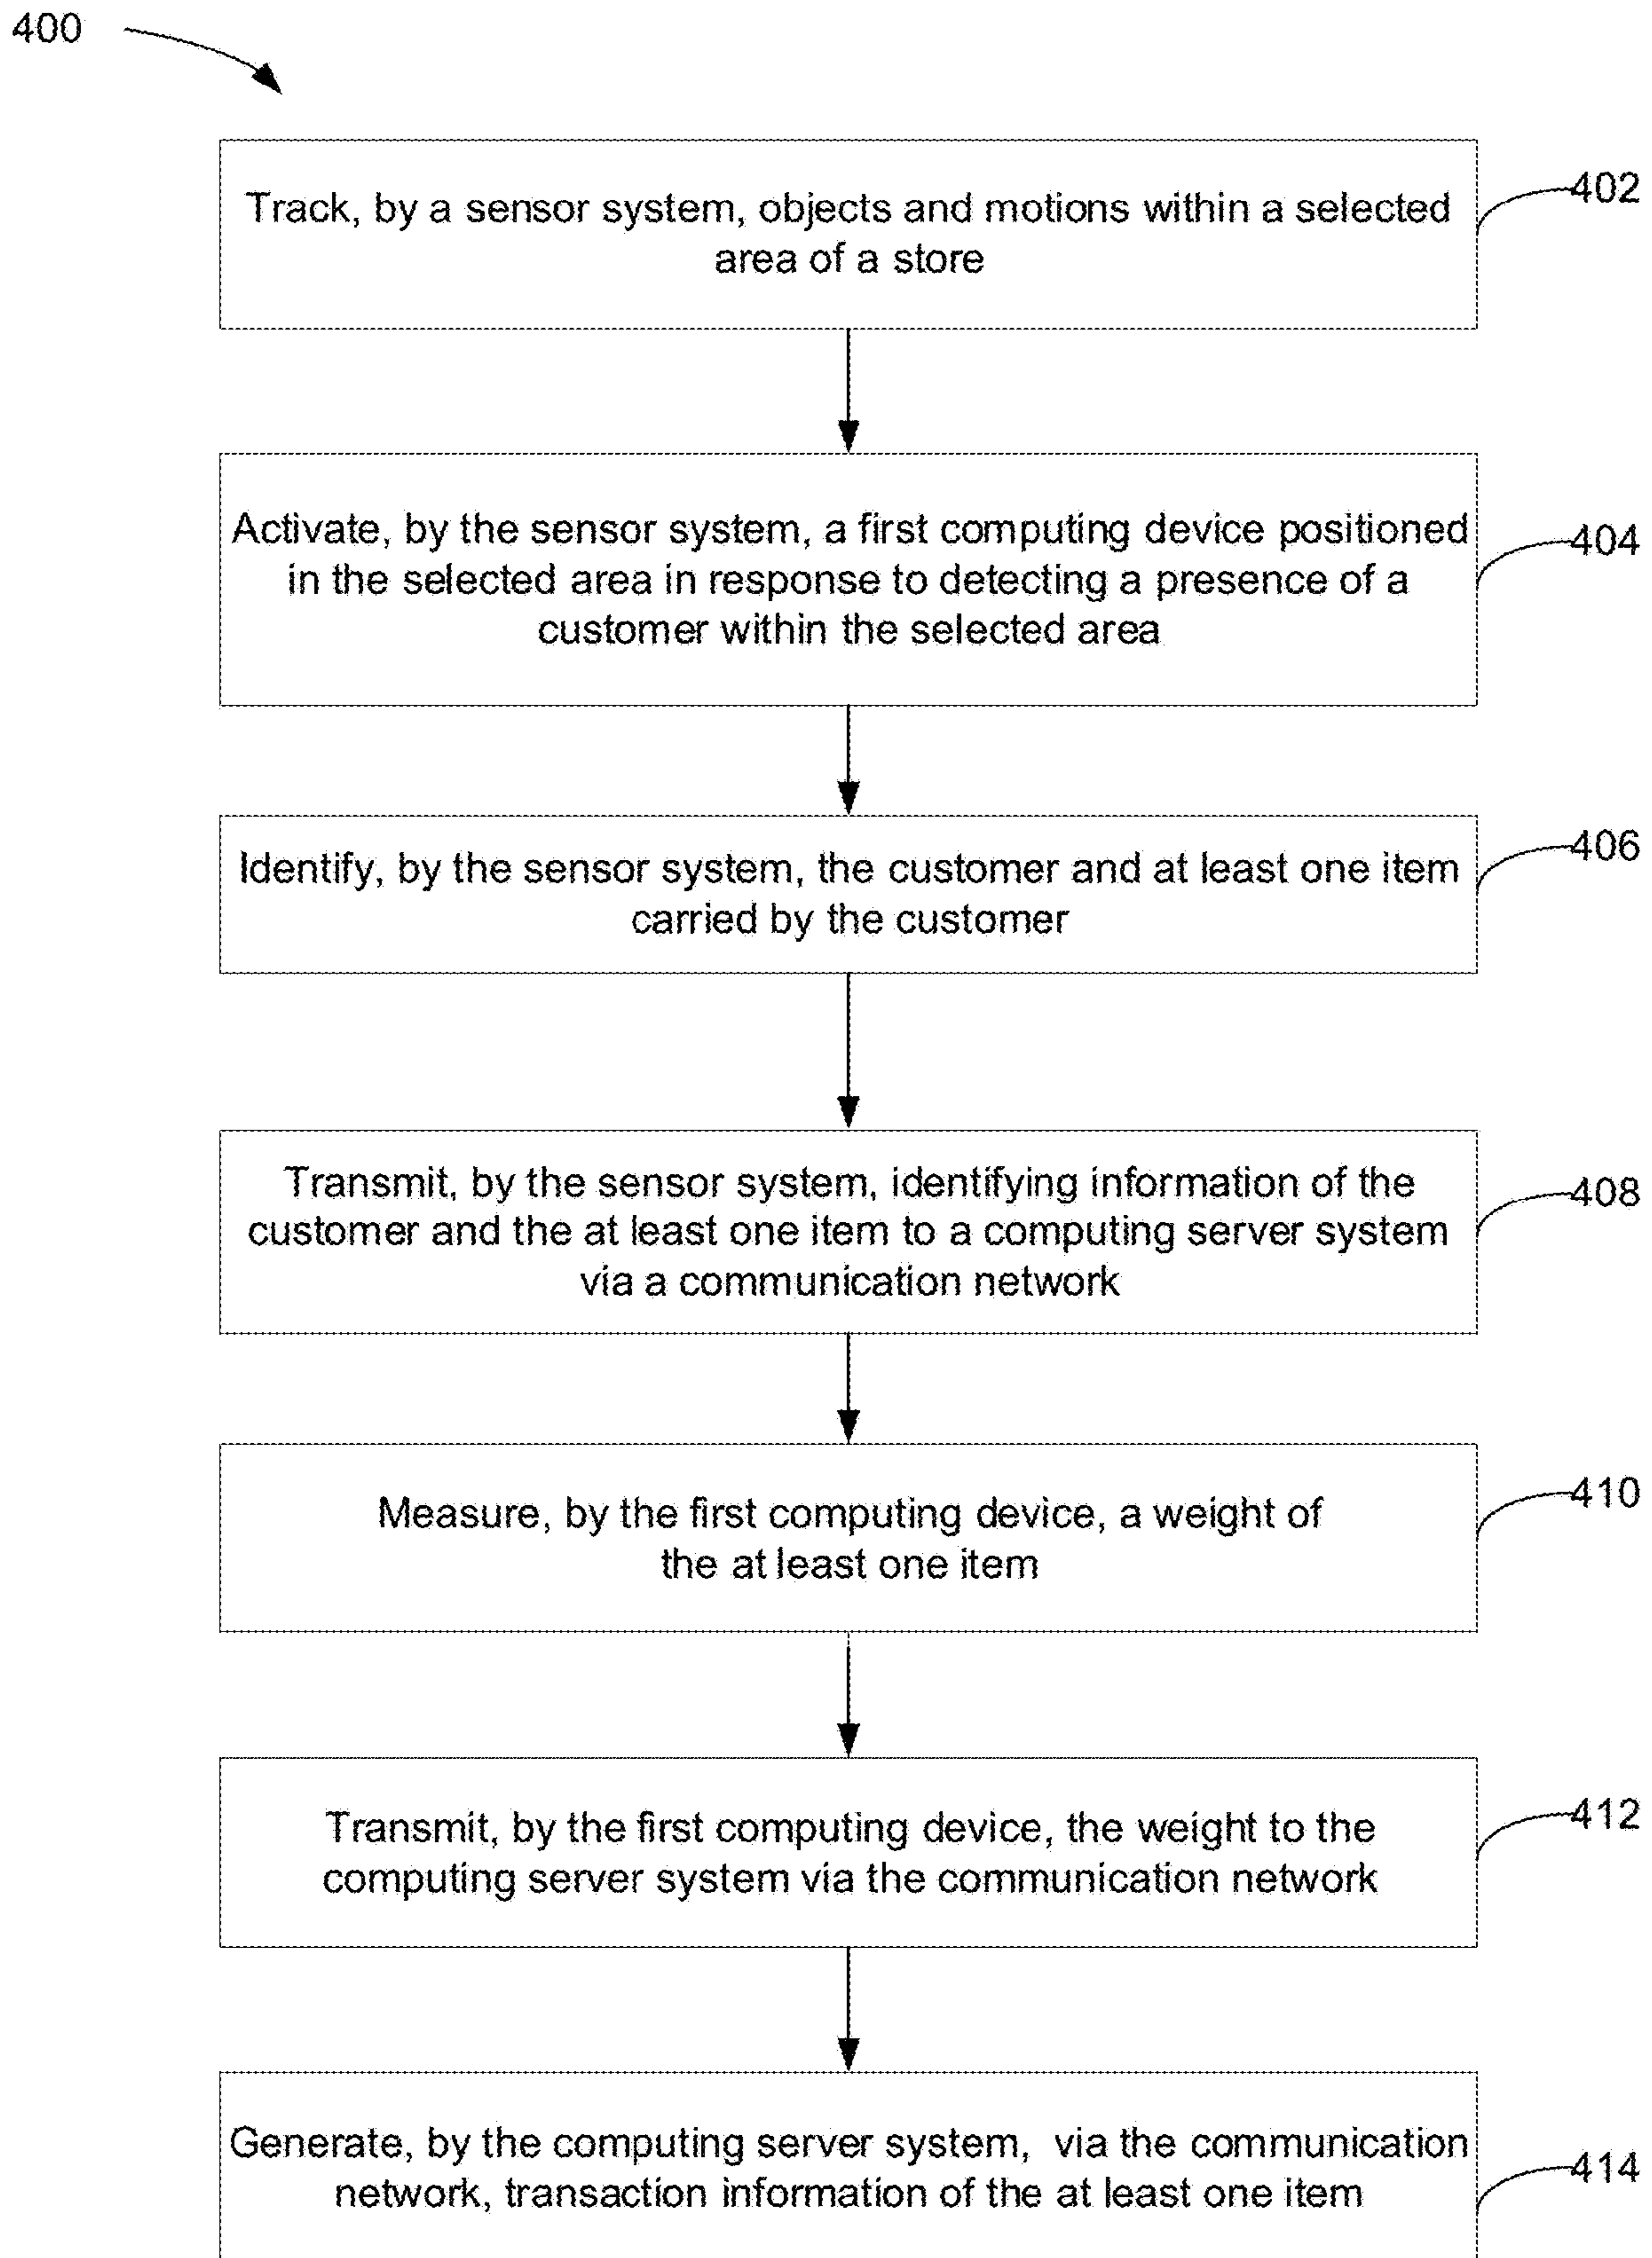 400
Track, by a sensor system, objects and motions within a selected
area of a store
402
Activate, by the sensor system, a first computing device positioned
in the selected area in response to detecting a presence of a
customer within the selected area
404
Identify, by the sensor system, the customer and at least one item
carried by the customer
406
Transmit, by the sensor system, identifying information of the
customer and the at least one item to a computing server system
via a communication network
408
Measure, by the first computing device, a weight of
the at least one item
410
Transmit, by the first computing device, the weight to the
computing server system via the communication network
412
Generate, by the computing server system, via the communication
network, transaction information of the at least one item
414